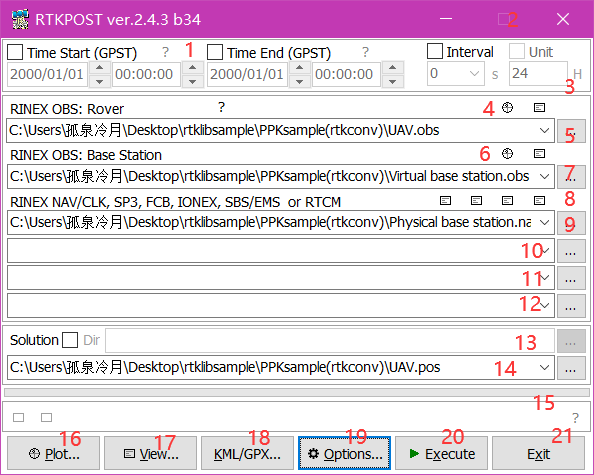 RTKPOST ver.2.4.3 b34
2
Time Start (GPST) ? 1 Time End (GPST) ? Interval Unit
2000/01/01 00:00:00 2000/01/01 00:00:00 0 s 24 H
3
RINEX OBS: Rover ? 4
C:\Users\孤泉冷月\Desktop\rtklibsample\PPKsample(rtkconv)\UAV.obs 5 ...
RINEX OBS: Base Station 6
C:\Users\孤泉冷月\Desktop\rtklibsample\PPKsample(rtkconv)\Virtual base station.obs 7 ...
RINEX NAV/CLK, SP3, FCB, IONEX, SBS/EMS or RTCM 8
C:\Users\孤泉冷月\Desktop\rtklibsample\PPKsample(rtkconv)\Physical base station.na 9 ...
10 ...
11 ...
12 ...
Solution Dir 13 ...
C:\Users\孤泉冷月\Desktop\rtklibsample\PPKsample(rtkconv)\UAV.pos 14 ...
15
?
16 17 18 19 20 21
Plot... View... KML/GPX... Options... Execute Exit